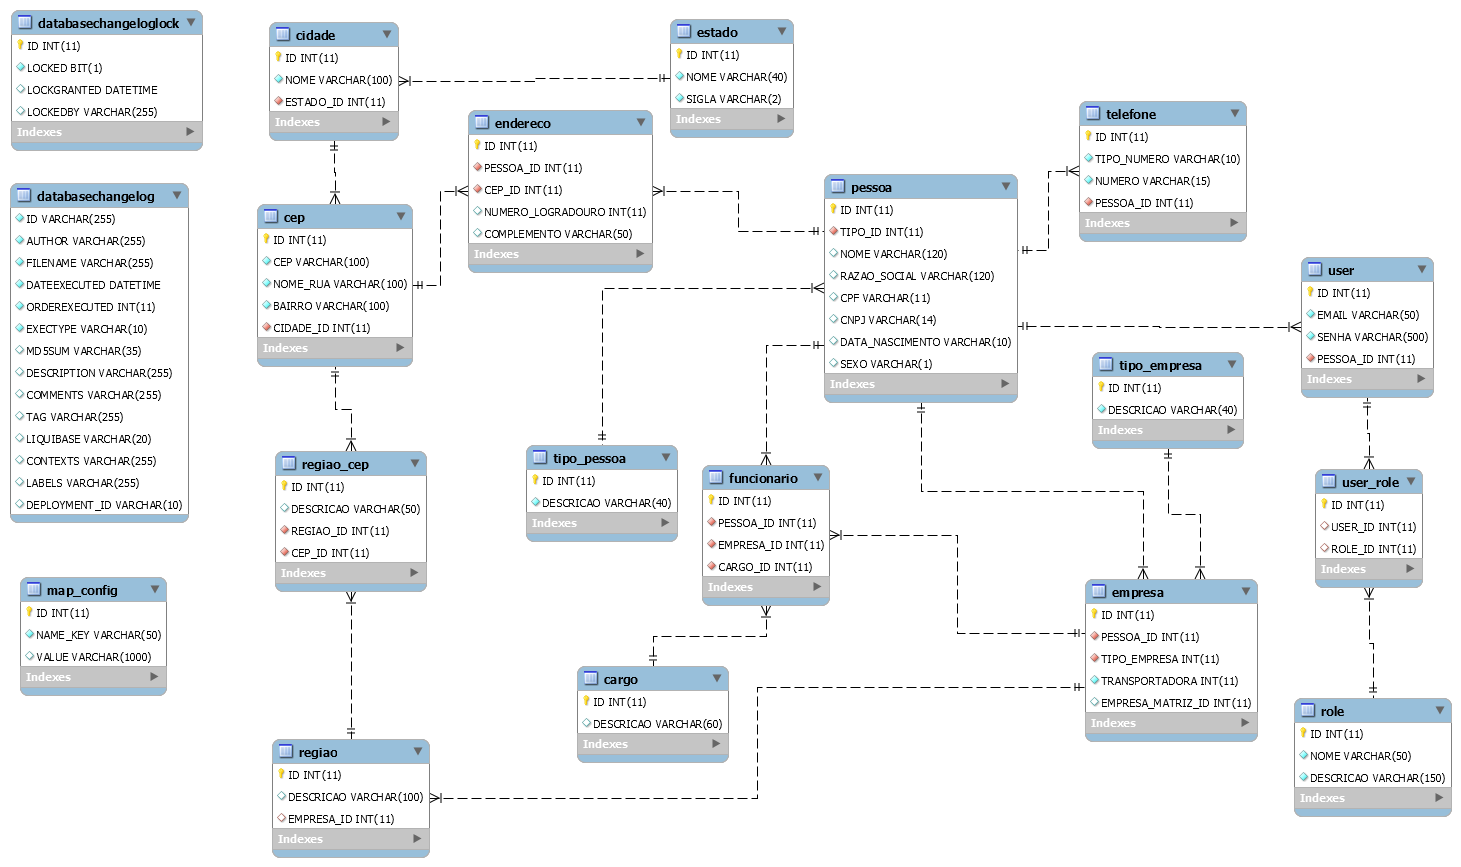 databasechangeloglock
ID INT(11)
LOCKED BIT(1)
LOCKGRANTED DATETIME
LOCKEDBY VARCHAR(255)
Indexes
cidade
ID INT(11)
NOME VARCHAR(100)
ESTADO_ID INT(11)
Indexes
estado
ID INT(11)
NOME VARCHAR(40)
SIGLA VARCHAR(2)
Indexes
endereco
ID INT(11)
PESSOA_ID INT(11)
CEP_ID INT(11)
NUMERO_LOGRADOURO INT(11)
COMPLEMENTO VARCHAR(50)
Indexes
telefone
ID INT(11)
TIPO_NUMERO VARCHAR(10)
NUMERO VARCHAR(15)
PESSOA_ID INT(11)
Indexes
databasechangelog
ID VARCHAR(255)
AUTHOR VARCHAR(255)
FILENAME VARCHAR(255)
DATEEXECUTED DATETIME
ORDEREXECUTED INT(11)
EXECTYPE VARCHAR(10)
MD5SUM VARCHAR(35)
DESCRIPTION VARCHAR(255)
COMMENTS VARCHAR(255)
TAG VARCHAR(255)
LIQUIBASE VARCHAR(20)
CONTEXTS VARCHAR(255)
LABELS VARCHAR(255)
DEPLOYMENT_ID VARCHAR(10)
cep
ID INT(11)
CEP VARCHAR(100)
NOME_RUA VARCHAR(100)
BAIRRO VARCHAR(100)
CIDADE_ID INT(11)
Indexes
pessoa
ID INT(11)
TIPO_ID INT(11)
NOME VARCHAR(120)
RAZAO_SOCIAL VARCHAR(120)
CPF VARCHAR(11)
CNPJ VARCHAR(14)
DATA_NASCIMENTO VARCHAR(10)
SEXO VARCHAR(1)
Indexes
user
ID INT(11)
EMAIL VARCHAR(50)
SENHA VARCHAR(500)
PESSOA_ID INT(11)
Indexes
tipo_empresa
ID INT(11)
DESCRICAO VARCHAR(40)
Indexes
regiao_cep
ID INT(11)
DESCRICAO VARCHAR(50)
REGIAO_ID INT(11)
CEP_ID INT(11)
Indexes
tipo_pessoa
ID INT(11)
DESCRICAO VARCHAR(40)
Indexes
funcionario
ID INT(11)
PESSOA_ID INT(11)
EMPRESA_ID INT(11)
CARGO_ID INT(11)
Indexes
user_role
ID INT(11)
USER_ID INT(11)
ROLE_ID INT(11)
Indexes
map_config
ID INT(11)
NAME_KEY VARCHAR(50)
VALUE VARCHAR(1000)
Indexes
empresa
ID INT(11)
PESSOA_ID INT(11)
TIPO_EMPRESA INT(11)
TRANSPORTADORA INT(11)
EMPRESA_MATRIZ_ID INT(11)
Indexes
cargo
ID INT(11)
DESCRICAO VARCHAR(60)
Indexes
role
ID INT(11)
NOME VARCHAR(50)
DESCRICAO VARCHAR(150)
Indexes
regiao
ID INT(11)
DESCRICAO VARCHAR(100)
EMPRESA_ID INT(11)
Indexes